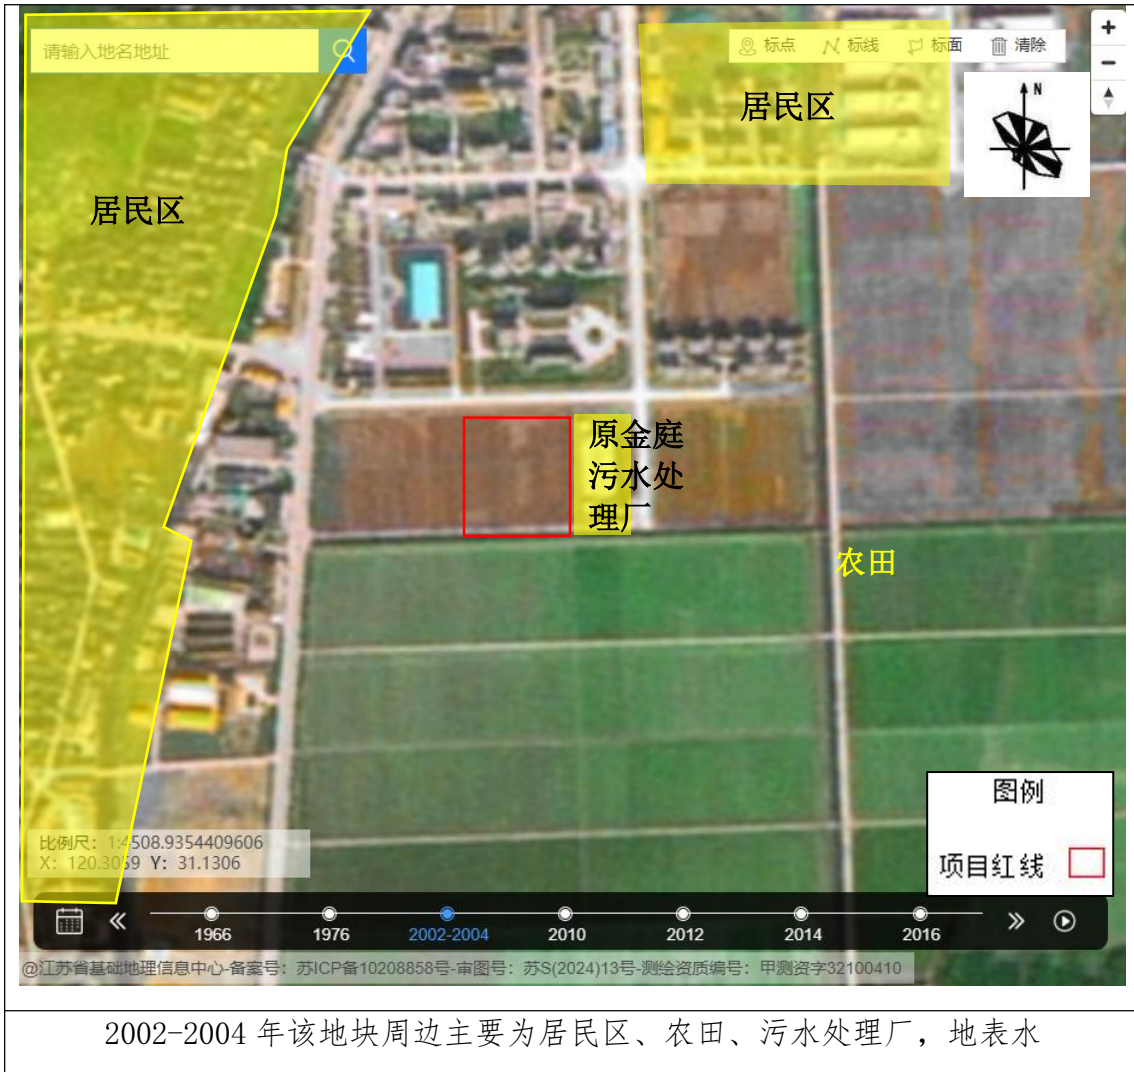 请输入地名地址
标点 标线 标面 清除
N
居民区
居民区
原金庭
污水处
理厂
农田
图例
项目红线
比例尺：1:4508.9354409606
X: 120.3059 Y: 31.1306
1966 1976 2002-2004 2010 2012 2014 2016
@江苏省基础地理信息中心-备案号：苏ICP备10208858号-审图号：苏S(2024)13号-测绘资质编号：甲测资字32100410
2002-2004 年该地块周边主要为居民区、农田、污水处理厂，地表水